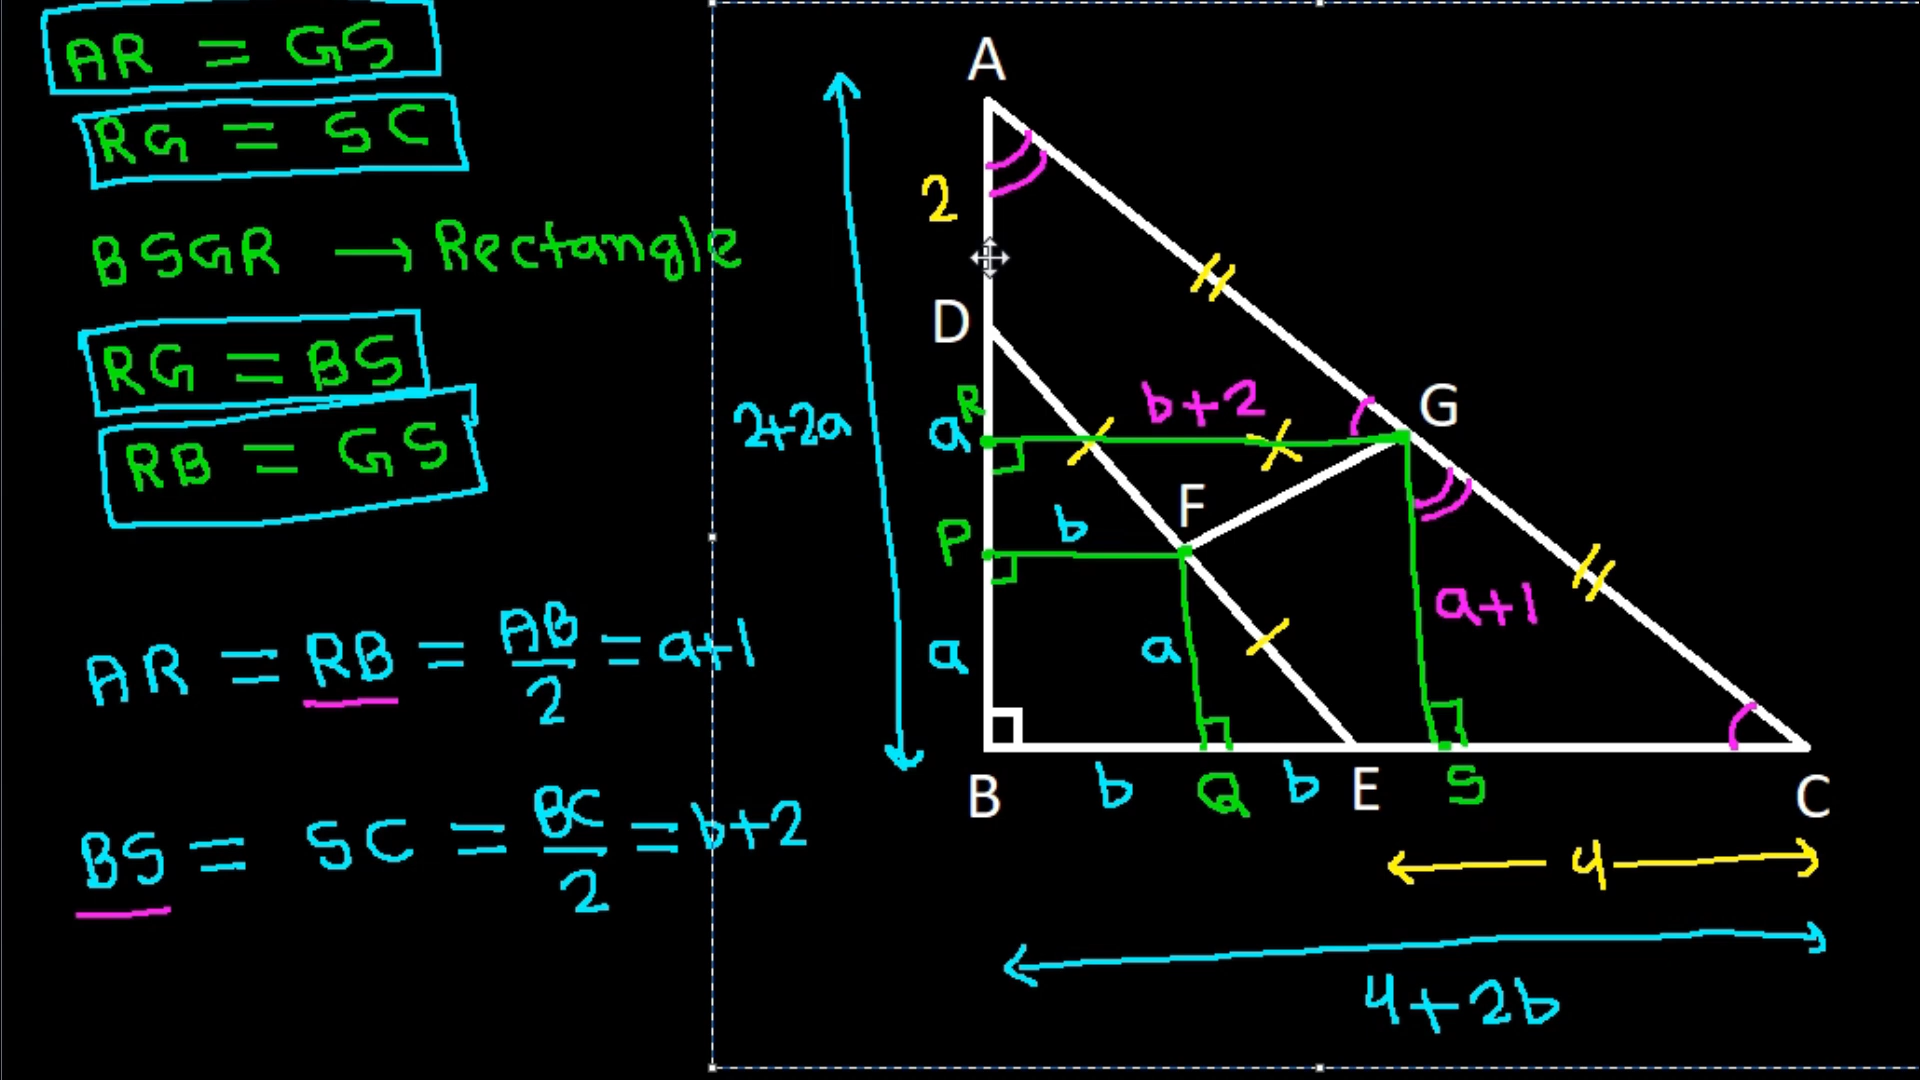 AR = GS
RG = SC
BSGR → Rectangle
RG = BS
RB = GS
AR = RB = AB/2 = a+1
BS = SC = BC/2 = b+2
A
2
D
R
a
b+2
G
2+2a
F
P
b
a
a
a+1
B
b
Q
b
E
S
C
4
4+2b